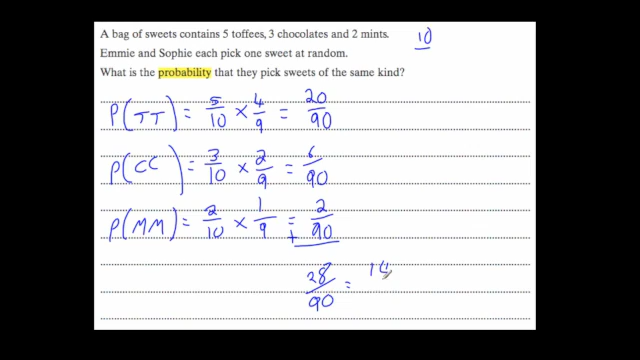 A bag of sweets contains 5 toffees, 3 chocolates and 2 mints. 10
Emmie and Sophie each pick one sweet at random.
What is the probability that they pick sweets of the same kind?
P(TT) = 5/10 × 4/9 = 20/90
P(CC) = 3/10 × 2/9 = 6/90
P(MM) = 2/10 × 1/9 = 2/90
+
28/90 = 14